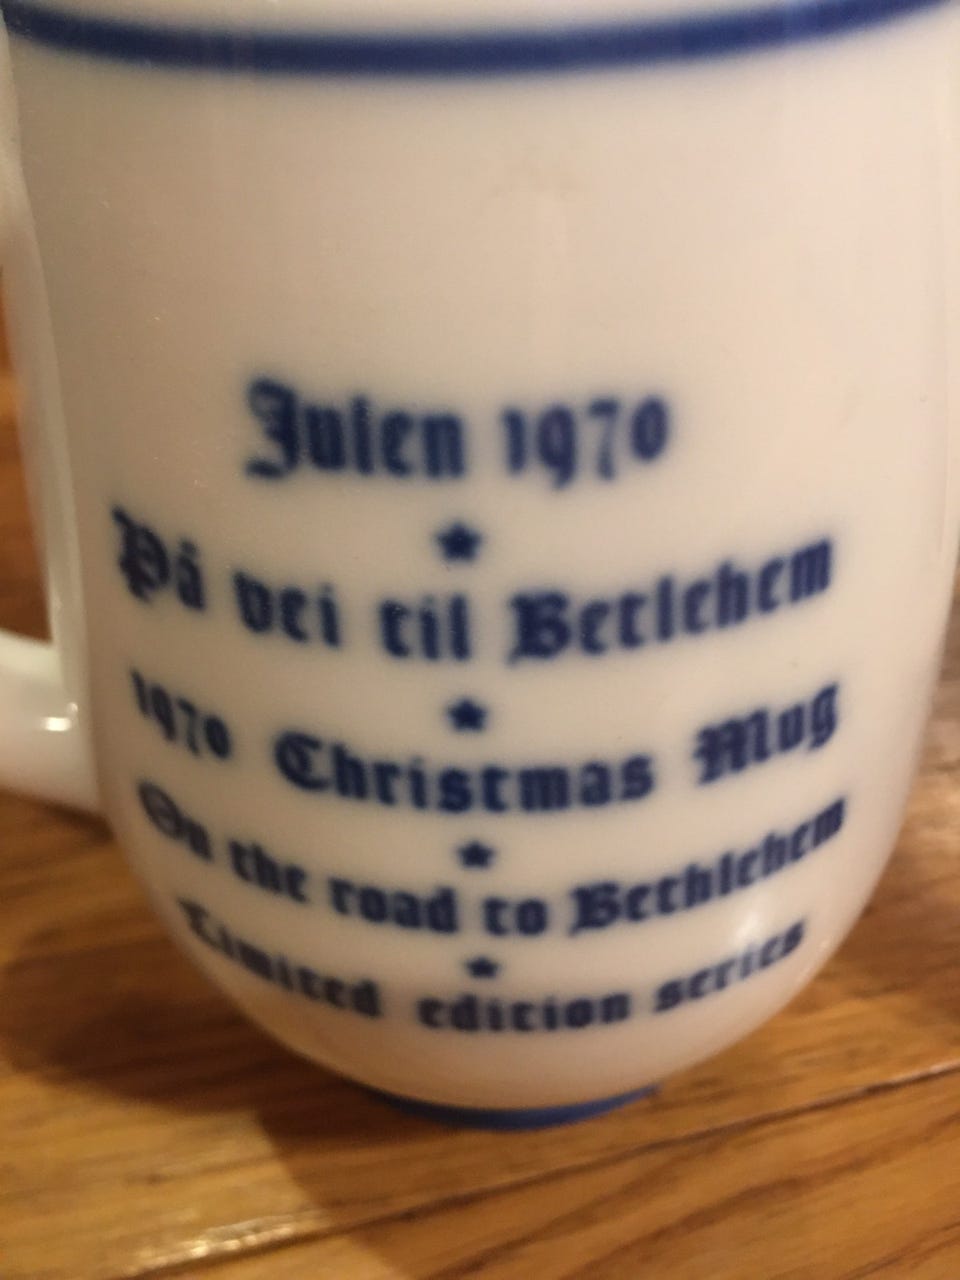 Julen 1970
På vei til Betlehem
1970 Christmas Mug
On the road to Bethlehem
Limited edition series